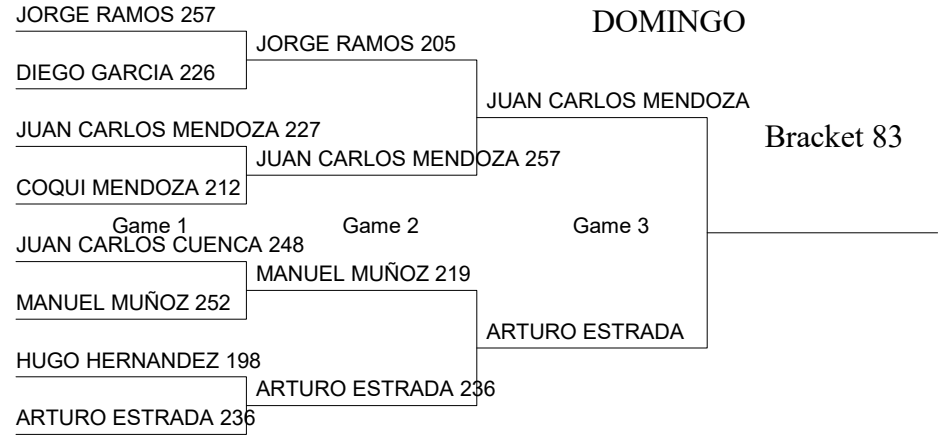 JORGE RAMOS 257
DOMINGO
JORGE RAMOS 205
DIEGO GARCIA 226
JUAN CARLOS MENDOZA
JUAN CARLOS MENDOZA 227
Bracket 83
JUAN CARLOS MENDOZA 257
COQUI MENDOZA 212
Game 1
Game 2
Game 3
JUAN CARLOS CUENCA 248
MANUEL MUÑOZ 219
MANUEL MUÑOZ 252
ARTURO ESTRADA
HUGO HERNANDEZ 198
ARTURO ESTRADA 236
ARTURO ESTRADA 236